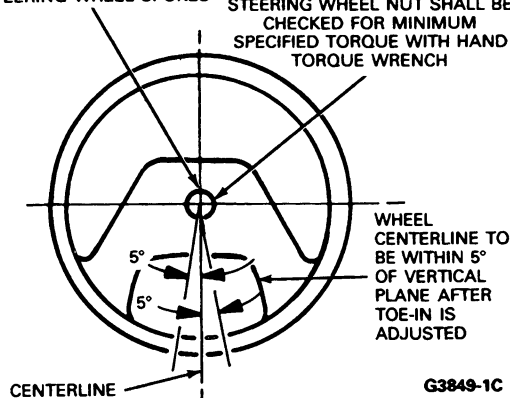 STEERING WHEEL NUT SHALL BE
CHECKED FOR MINIMUM
SPECIFIED TORQUE WITH HAND
TORQUE WRENCH
WHEEL
CENTERLINE TO
BE WITHIN 5°
OF VERTICAL
PLANE AFTER
TOE-IN IS
ADJUSTED
5°
5°
CENTERLINE
G3849-1C